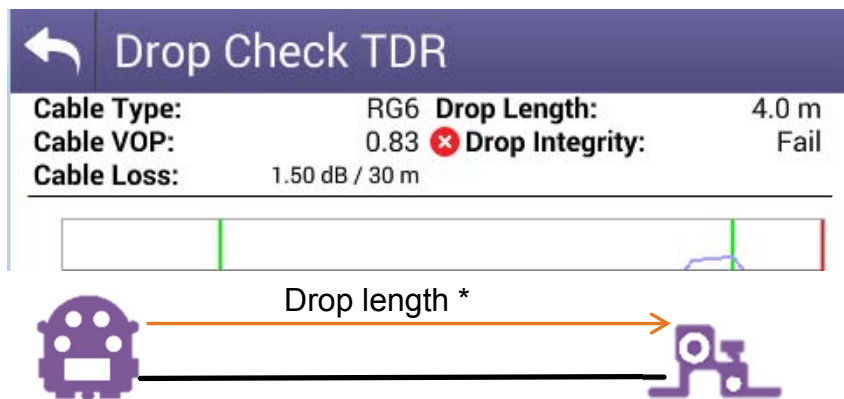 Drop Check TDR
Cable Type: RG6 Drop Length: 4.0 m
Cable VOP: 0.83 Drop Integrity: Fail
Cable Loss: 1.50 dB / 30 m
Drop length *